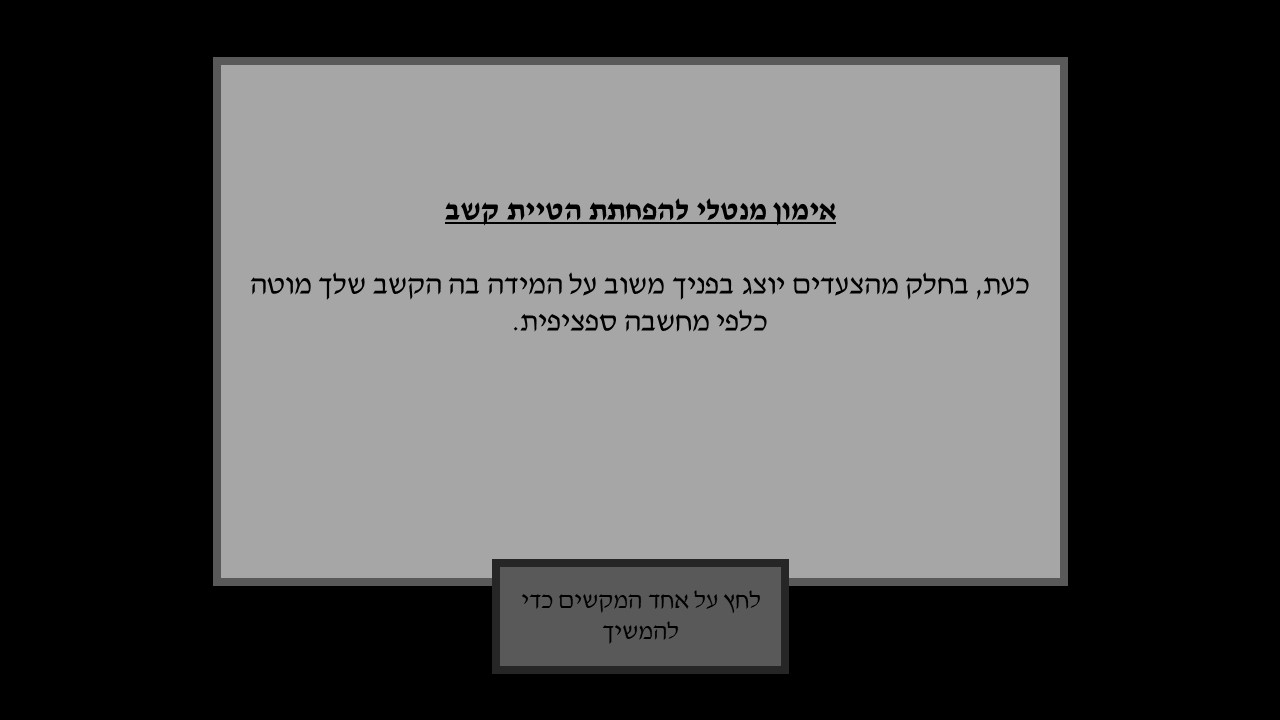 אימון מנטלי להפחתת הטיית קשב
כעת, בחלק מהצעדים יוצג בפניך משוב על המידה בה הקשב שלך מוטה
כלפי מחשבה ספציפית.
לחץ על אחד המקשים כדי
להמשיך